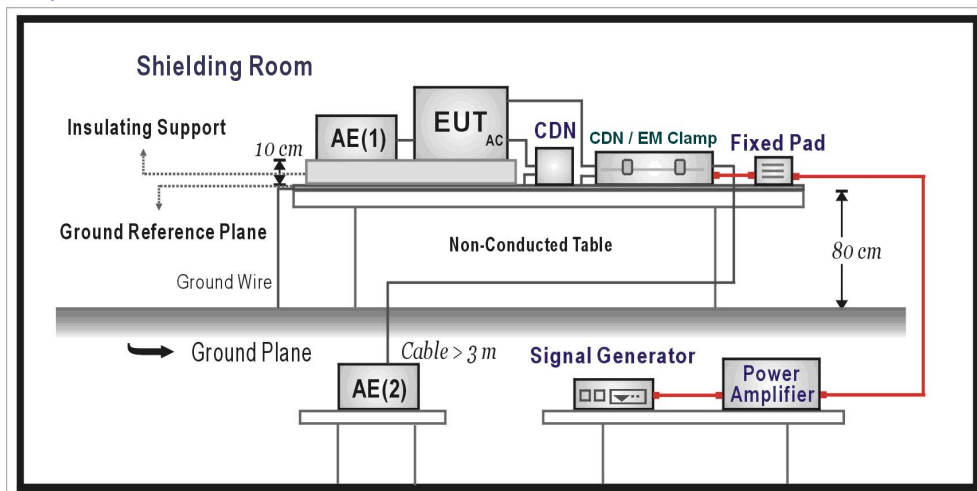 Shielding Room
Insulating Support
10 cm
AE(1)
EUT
AC
CDN
CDN / EM Clamp
Fixed Pad
Ground Reference Plane
Non-Conducted Table
80 cm
Ground Wire
Ground Plane
Cable > 3 m
AE(2)
Signal Generator
Power
Amplifier